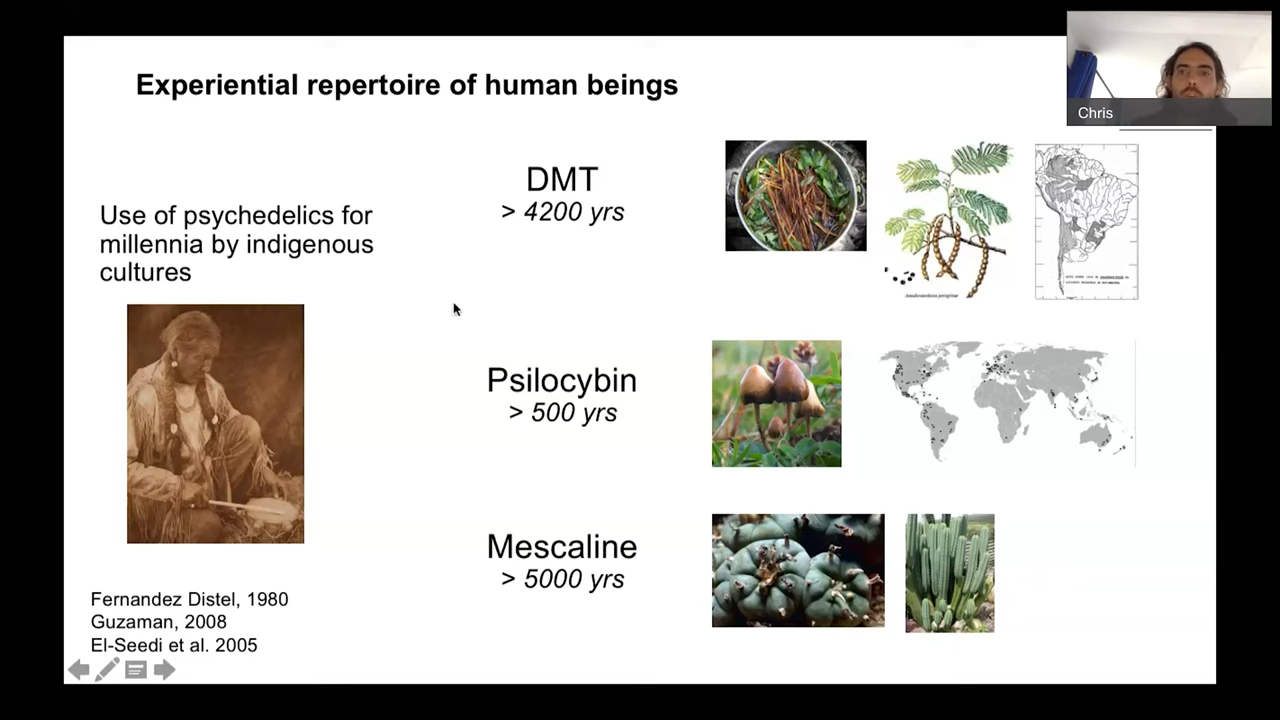 Experiential repertoire of human beings
Chris
Use of psychedelics for
millennia by indigenous
cultures
DMT
> 4200 yrs
Psilocybin
> 500 yrs
Mescaline
> 5000 yrs
Fernandez Distel, 1980
Guzaman, 2008
El-Seedi et al. 2005